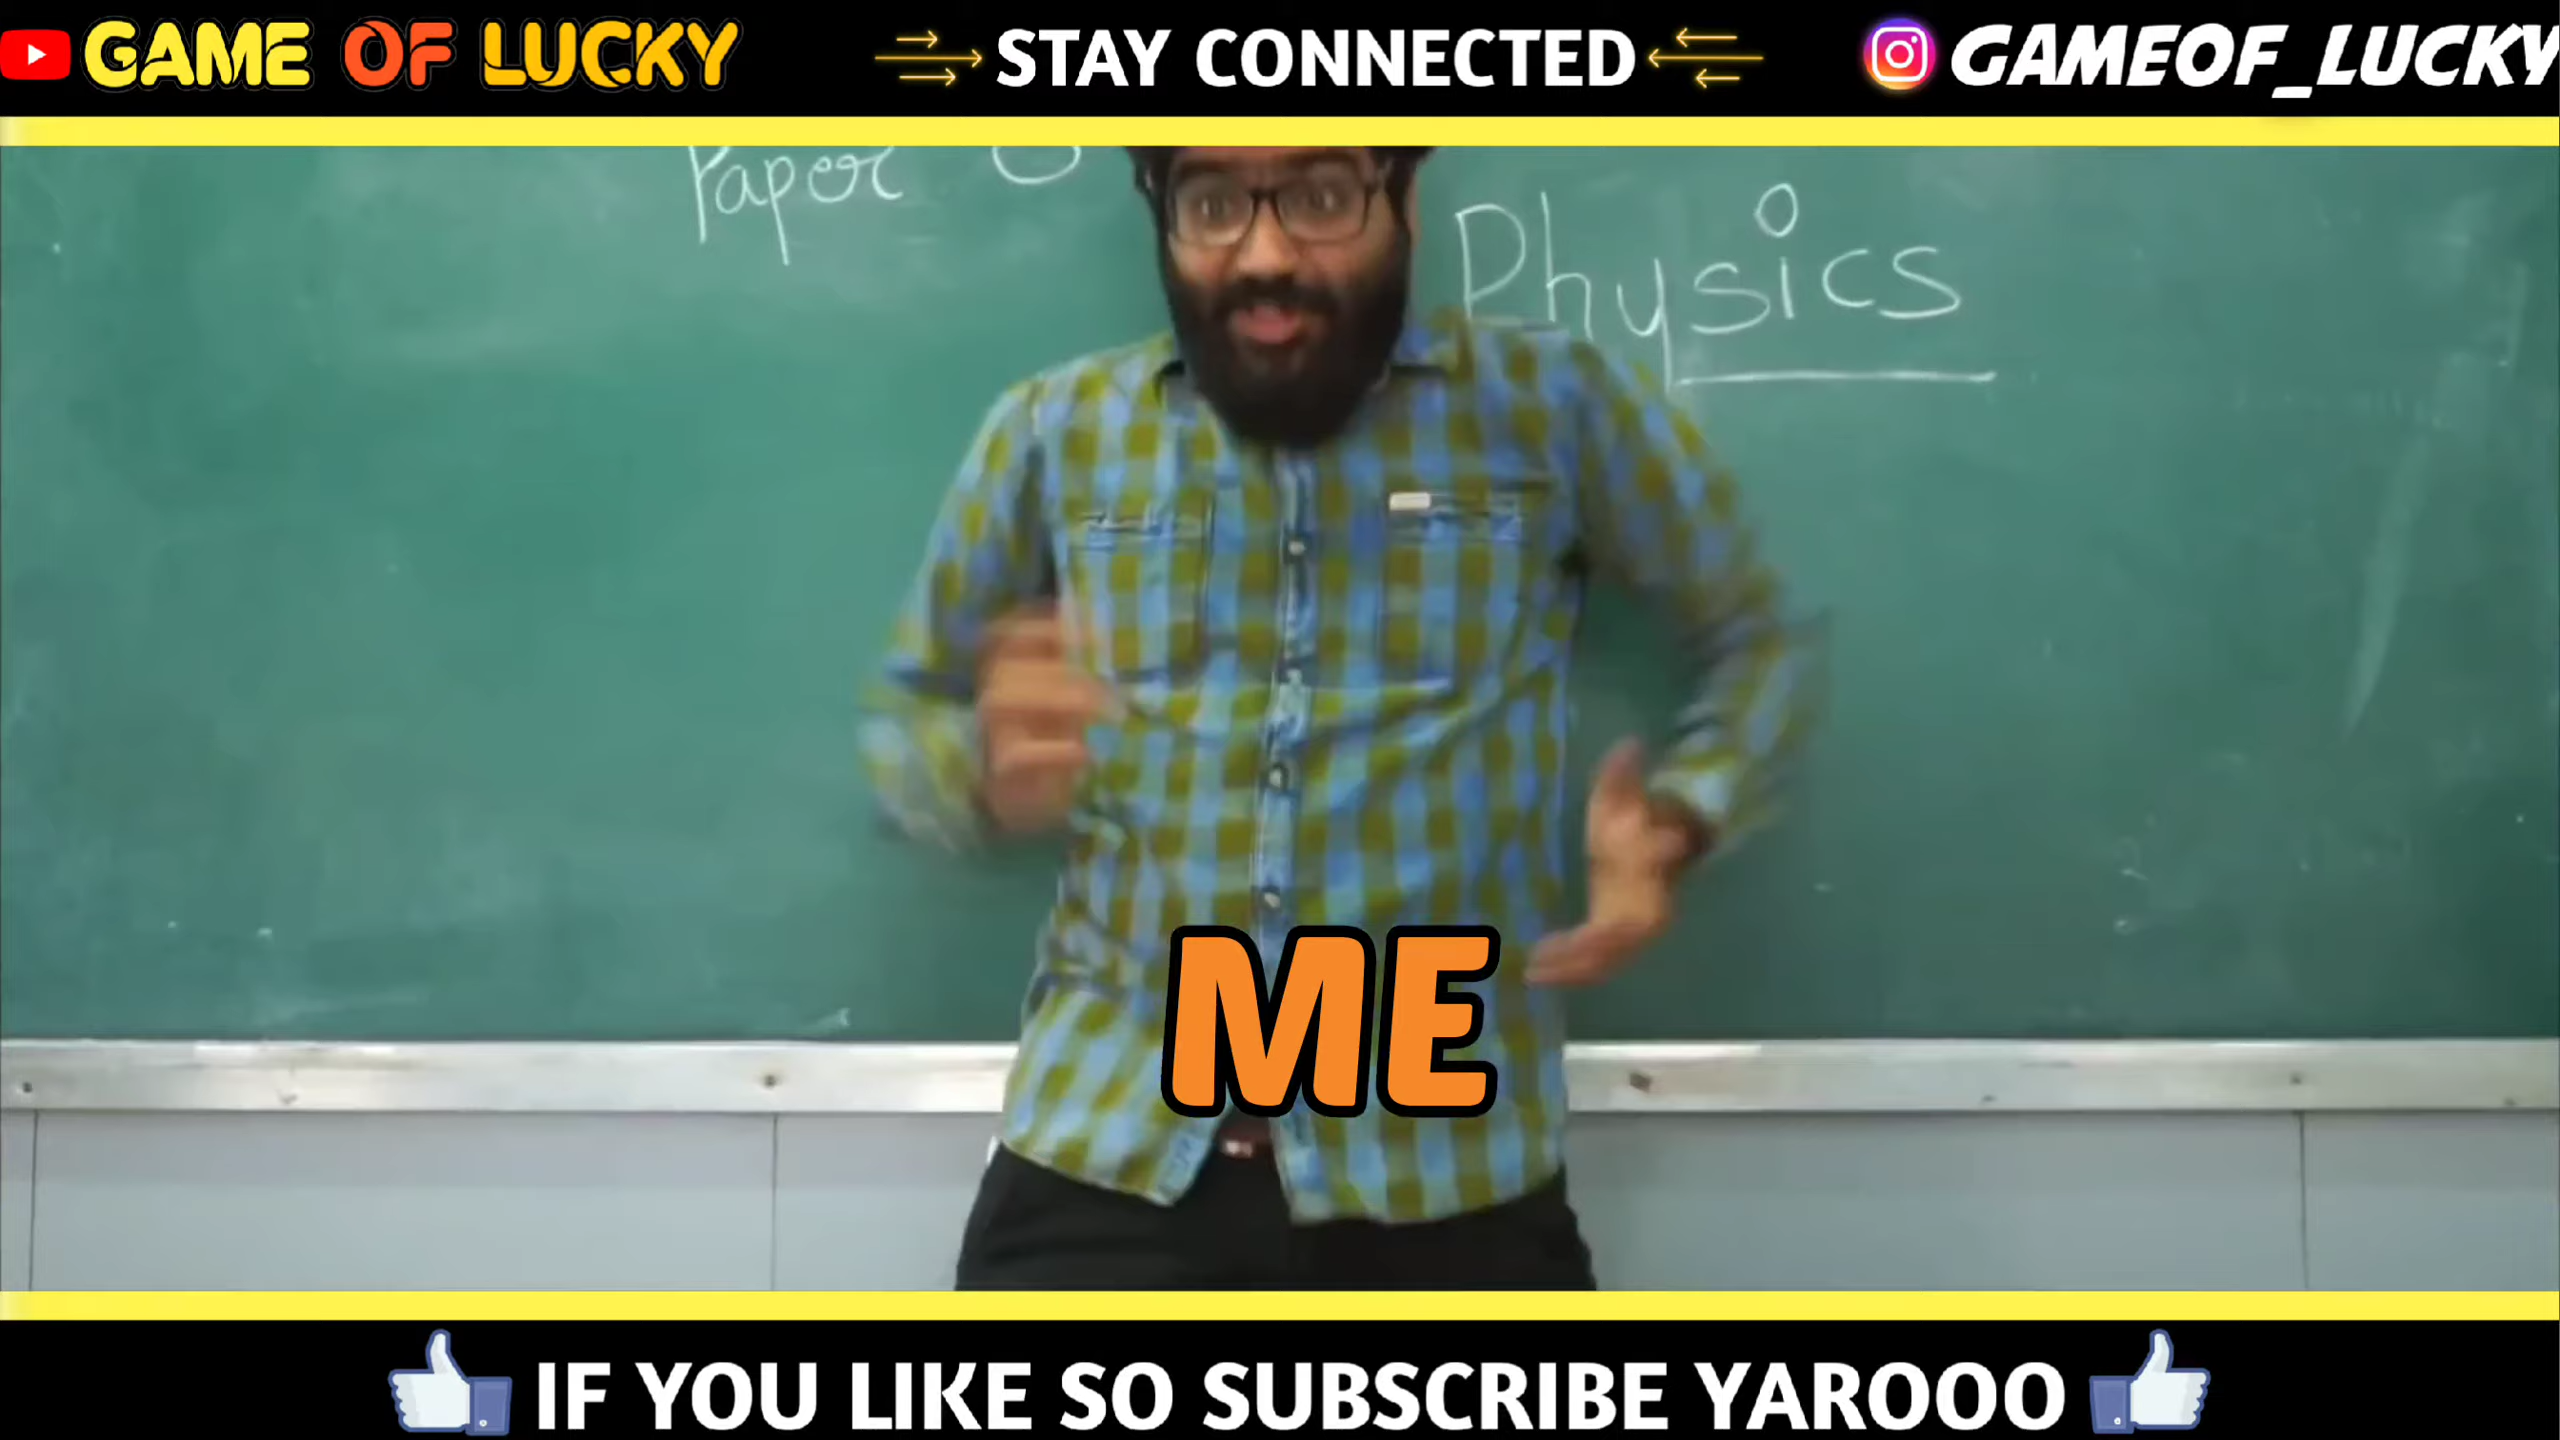 GAME OF LUCKY
STAY CONNECTED
GAMEOF_LUCKY
Paper
Physics
ME
IF YOU LIKE SO SUBSCRIBE YAROOO